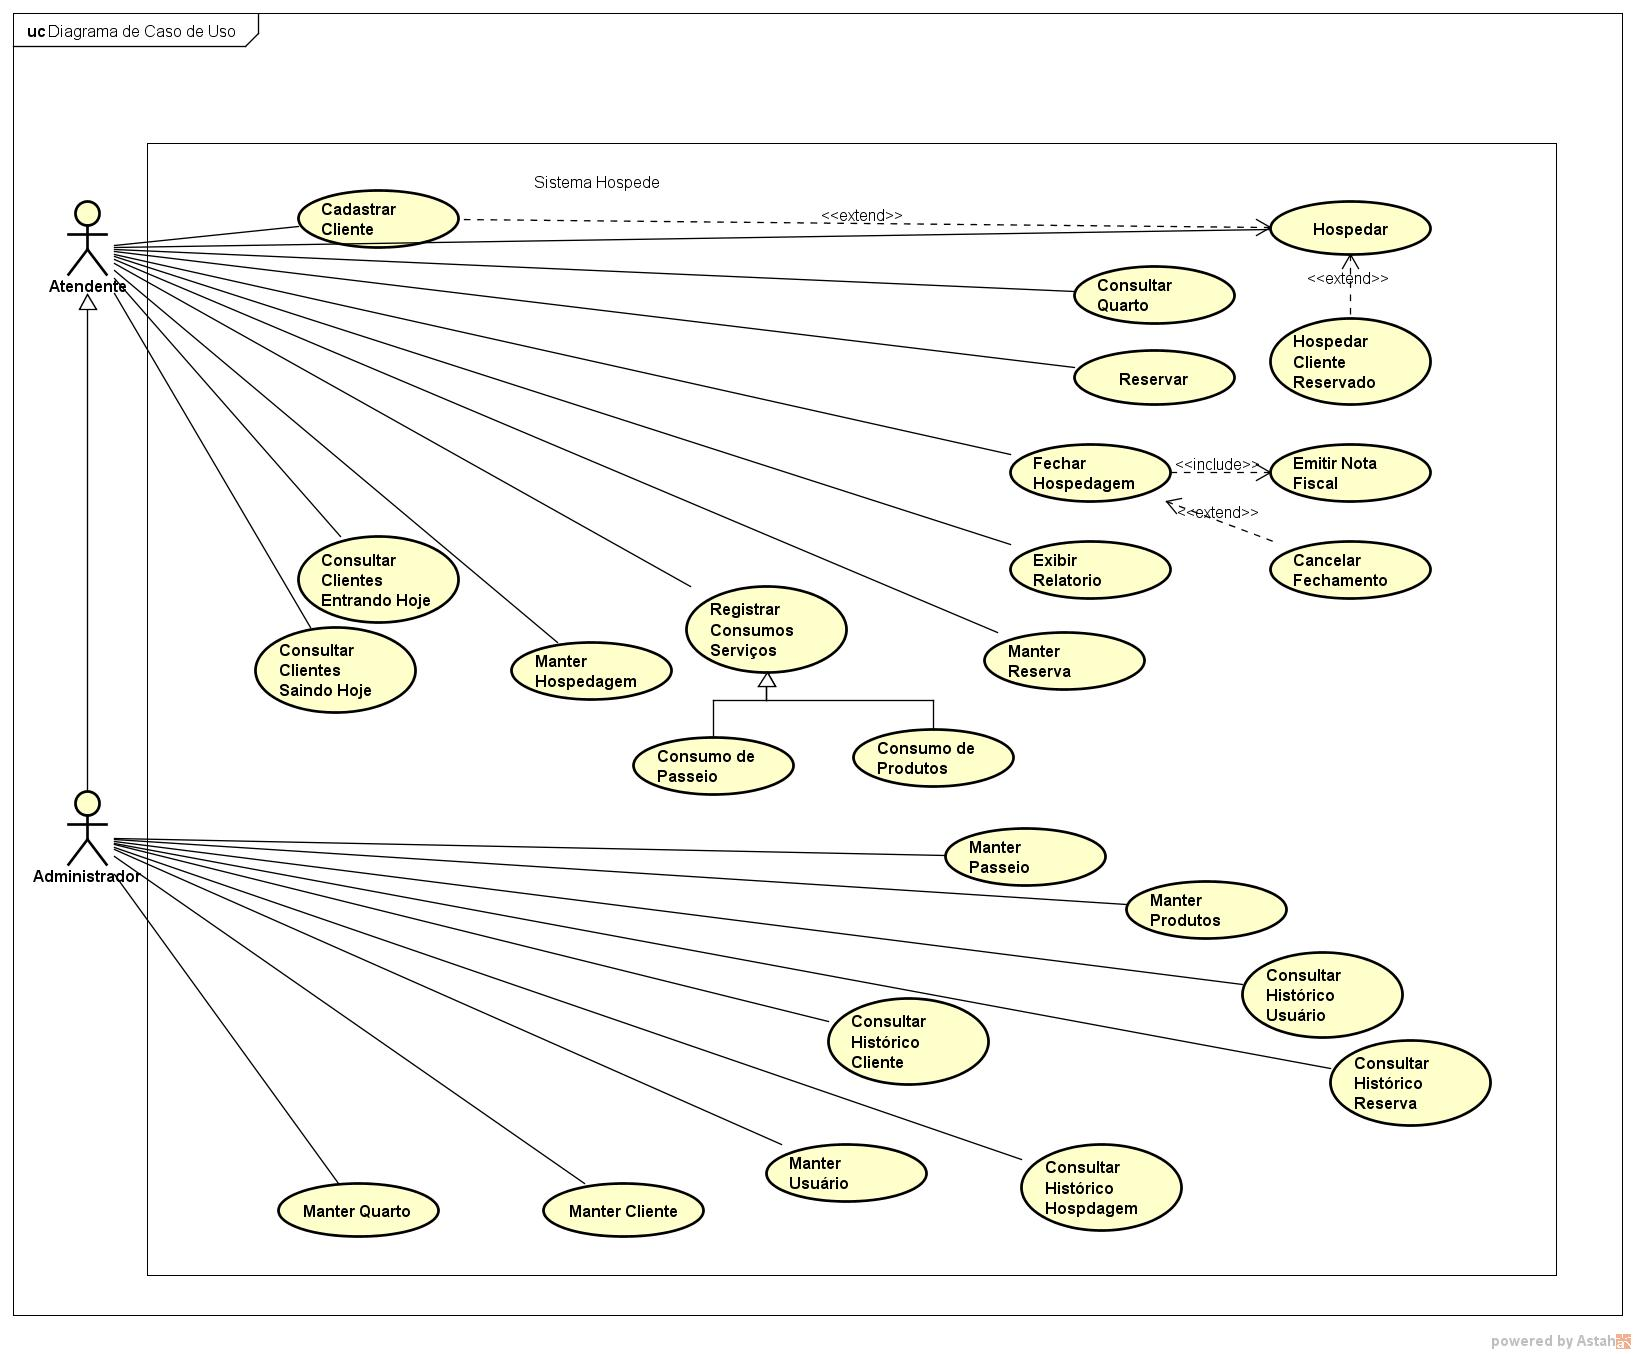 uc Diagrama de Caso de Uso
Sistema Hospede
Cadastrar
Cliente
<<extend>>
Hospedar
Atendente
<<extend>>
Consultar
Quarto
Hospedar
Cliente
Reservado
Reservar
Fechar
Hospedagem
<<include>>
Emitir Nota
Fiscal
<<extend>>
Exibir
Relatorio
Cancelar
Fechamento
Consultar
Clientes
Entrando Hoje
Registrar
Consumos
Serviços
Consultar
Clientes
Saindo Hoje
Manter
Hospedagem
Manter
Reserva
Consumo de
Passeio
Consumo de
Produtos
Administrador
Manter
Passeio
Manter
Produtos
Consultar
Histórico
Usuário
Consultar
Histórico
Cliente
Consultar
Histórico
Reserva
Manter
Usuário
Consultar
Histórico
Hospdagem
Manter Quarto
Manter Cliente
powered by Astah